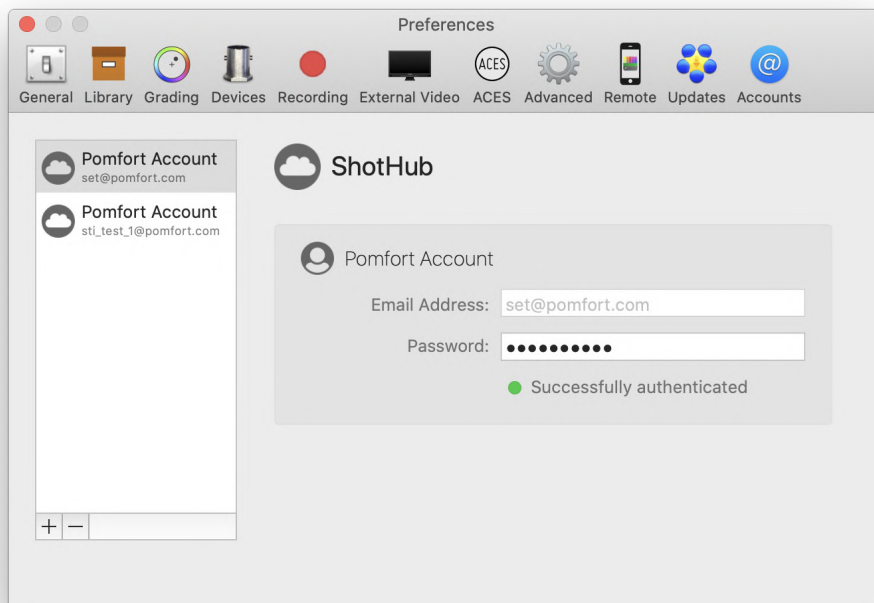 Preferences
General Library Grading Devices Recording External Video ACES ACES Advanced Remote Updates @ Accounts
Pomfort Account
set@pomfort.com
Pomfort Account
sti_test_1@pomfort.com
ShotHub
Pomfort Account
Email Address: set@pomfort.com
Password: ••••••••••
Successfully authenticated